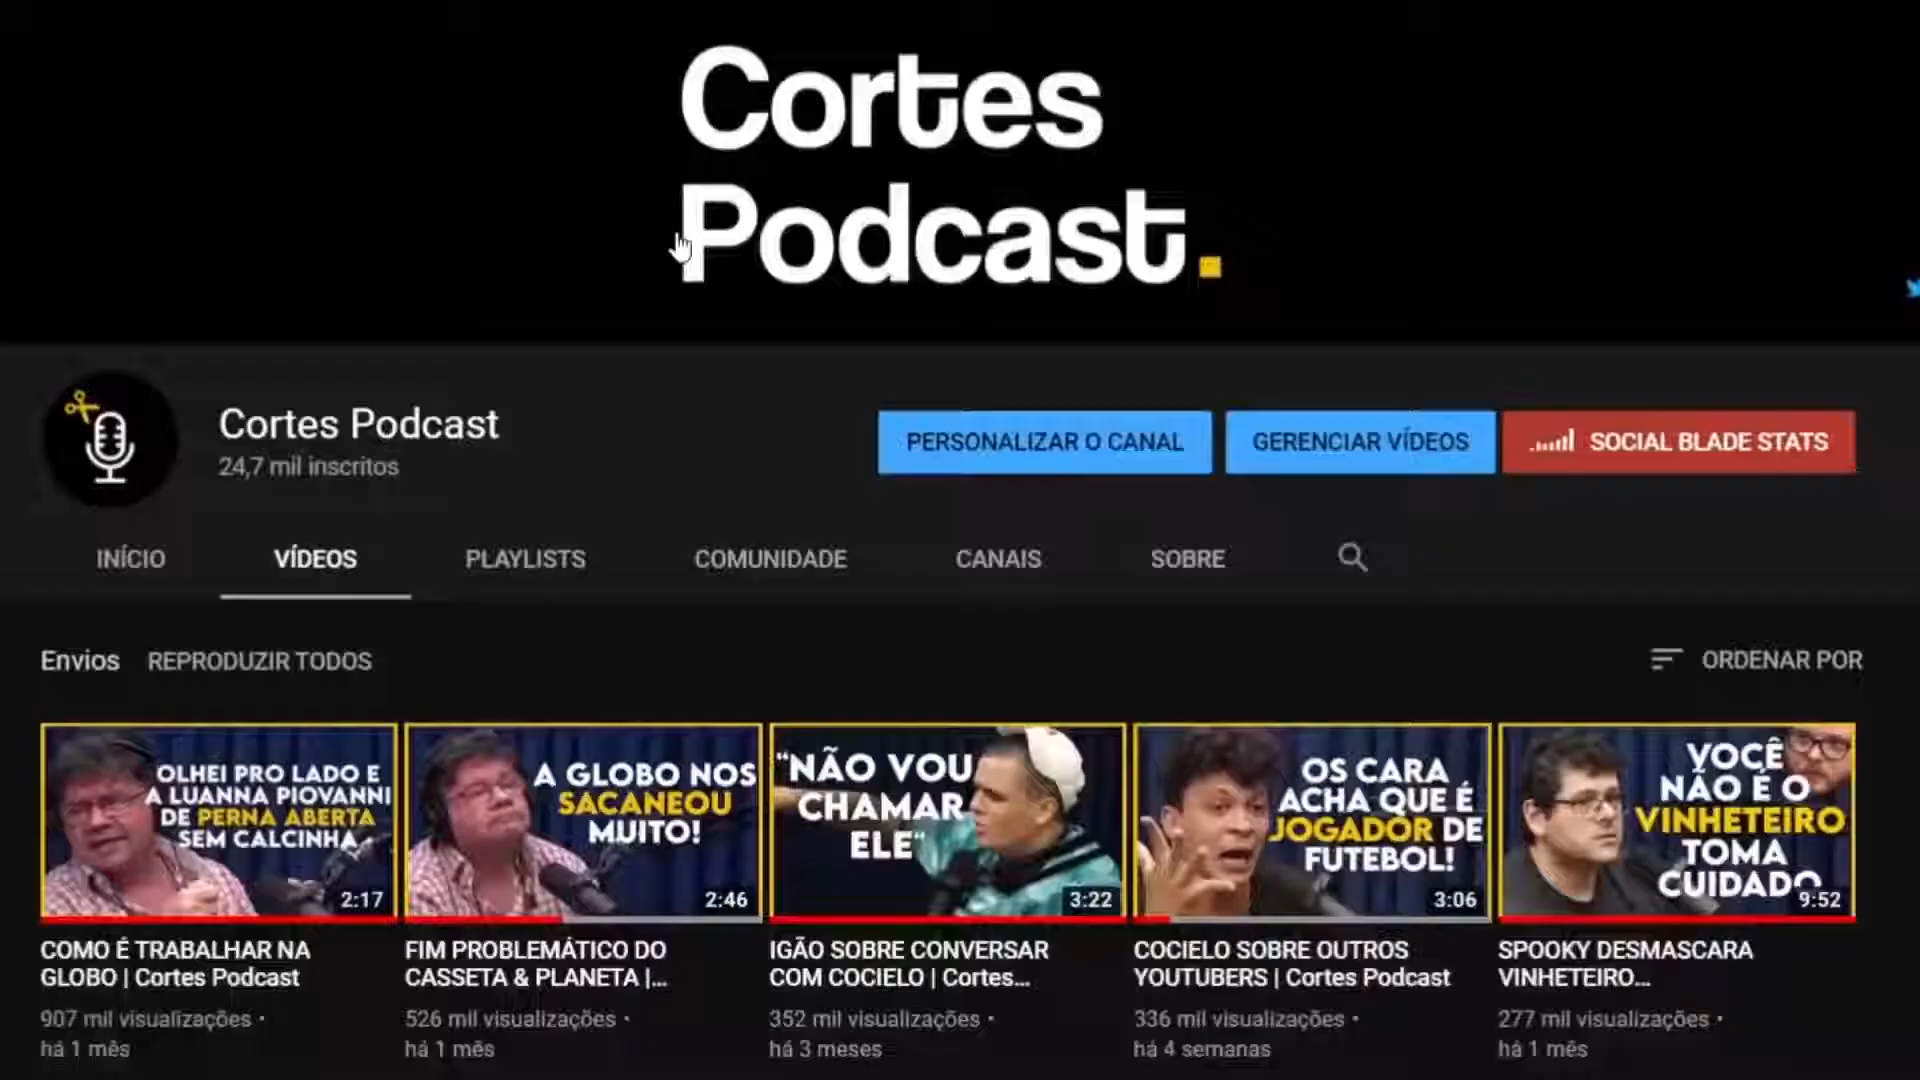 Cortes
Podcast.
Cortes Podcast
24,7 mil inscritos
PERSONALIZAR O CANAL
GERENCIAR VÍDEOS
SOCIAL BLADE STATS
INÍCIO
VÍDEOS
PLAYLISTS
COMUNIDADE
CANAIS
SOBRE
Envios
REPRODUZIR TODOS
ORDENAR POR
OLHEI PRO LADO E
A LUANNA PIOVANNI
DE PERNA ABERTA
SEM CALCINHA
2:17
COMO É TRABALHAR NA
GLOBO | Cortes Podcast
907 mil visualizações •
há 1 mês
A GLOBO NOS
SACANEOU
MUITO!
2:46
FIM PROBLEMÁTICO DO
CASSETA & PLANETA |...
526 mil visualizações •
há 1 mês
"NÃO VOU
CHAMAR
ELE"
3:22
IGÃO SOBRE CONVERSAR
COM COCIELO | Cortes...
352 mil visualizações •
há 3 meses
OS CARA
ACHA QUE É
JOGADOR DE
FUTEBOL!
3:06
COCIELO SOBRE OUTROS
YOUTUBERS | Cortes Podcast
336 mil visualizações •
há 4 semanas
VOCÊ
NÃO É O
VINHETEIRO
TOMA
CUIDADO
9:52
SPOOKY DESMASCARA
VINHETEIRO...
277 mil visualizações •
há 1 mês